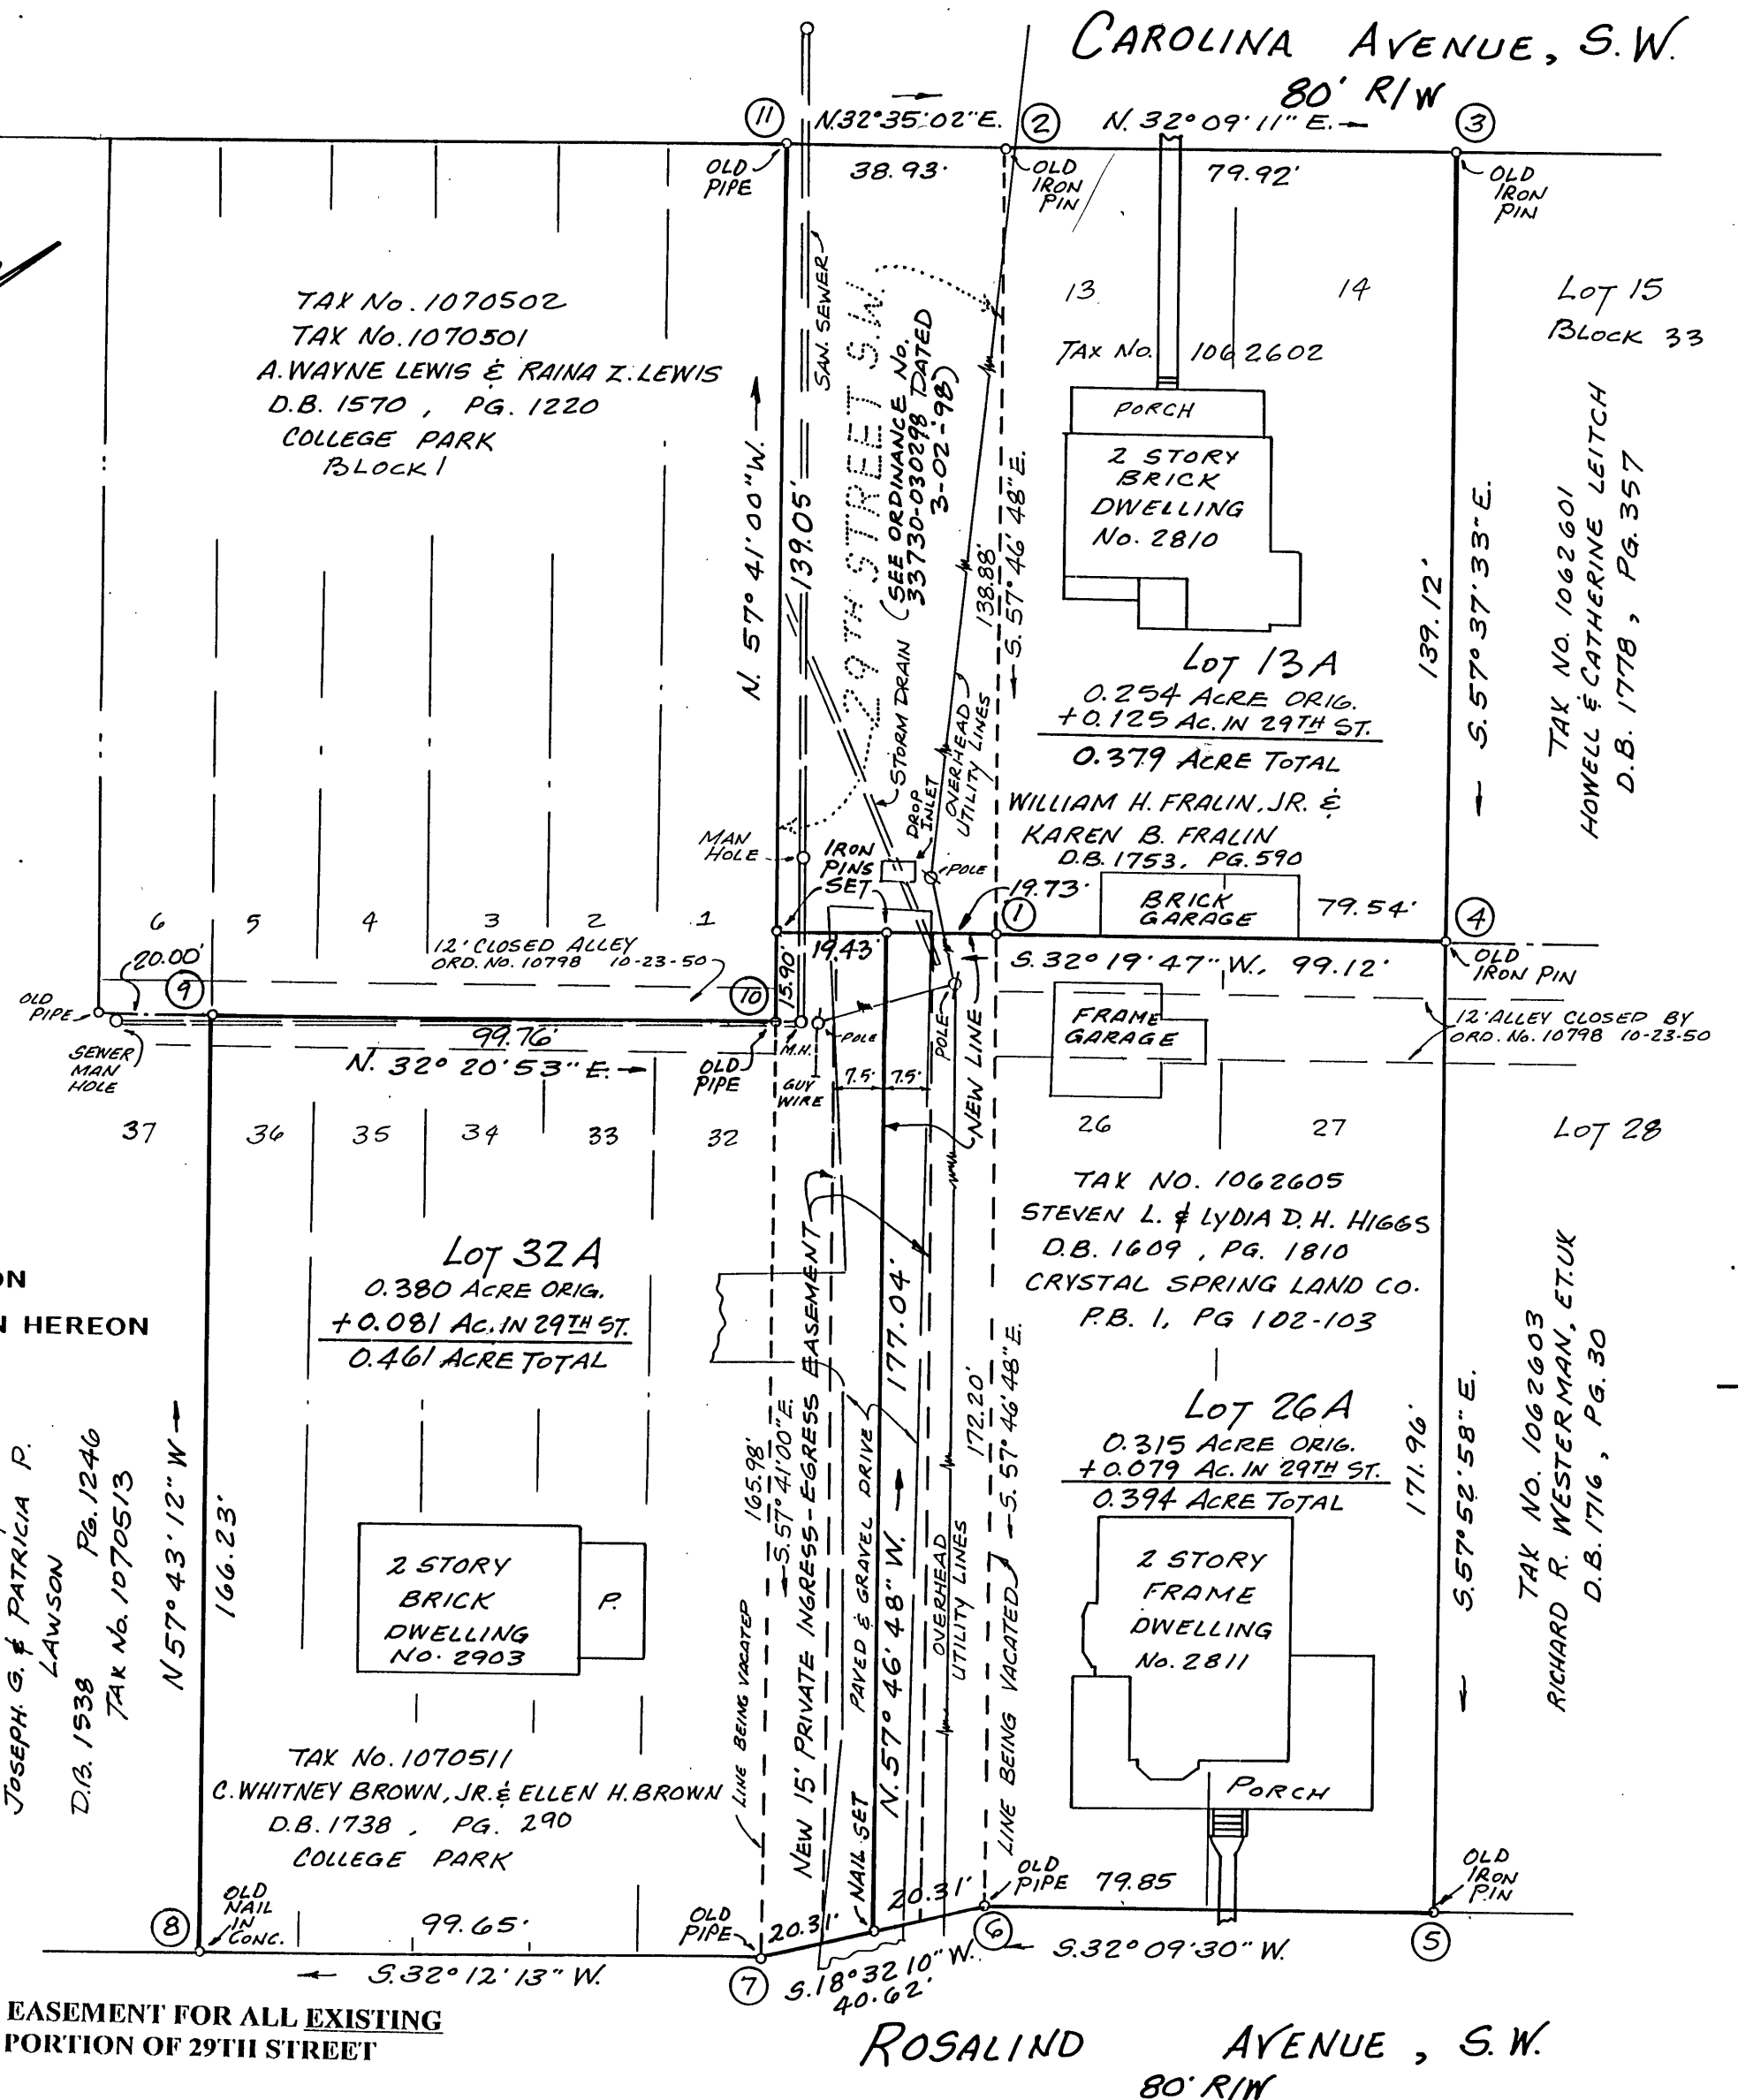 CAROLINA AVENUE, S.W.
80' R/W
11
N.32°35'02"E.
2
N. 32°09'11" E.
3
OLD
PIPE
38.93'
OLD
IRON
PIN
79.92'
OLD
IRON
PIN
SAN. SEWER
29TH STREET S.W.
(SEE ORDINANCE No.
33730-030298 DATED
3-02-'98)
13
14
LOT 15
BLOCK 33
TAX No. 1070502
TAX No. 1070501
A. WAYNE LEWIS & RAINA Z. LEWIS
D.B. 1570 , PG. 1220
COLLEGE PARK
BLOCK 1
TAX No. 1062602
PORCH
2 STORY
BRICK
DWELLING
No. 2810
N. 57° 41' 00" W.
139.05'
138.88'
S. 57° 46' 48" E.
139.12'
S. 57° 37' 33" E.
TAX NO. 1062601
HOWELL & CATHERINE LEITCH
D.B. 1778 , PG. 357
LOT 13A
0.254 ACRE ORIG.
+0.125 AC. IN 29TH ST.
0.379 ACRE TOTAL
WILLIAM H. FRALIN, JR. &
KAREN B. FRALIN
D.B. 1753, PG. 590
STORM DRAIN
DROP
INLET
OVERHEAD
UTILITY LINES
MAN
HOLE
IRON
PINS
SET
POLE
19.73'
1
BRICK
GARAGE
79.54'
4
6
5
4
3
2
1
12' CLOSED ALLEY
ORD. NO. 10798 10-23-50
20.00'
9
10
15.90'
19.43'
S. 32° 19' 47" W., 99.12'
OLD
IRON PIN
OLD
PIPE
SEWER
MAN
HOLE
99.76'
N. 32° 20' 53" E.
OLD
PIPE
M.H.
POLE
GUY
WIRE
7.5'
7.5'
POLE
NEW LINE
FRAME
GARAGE
12' ALLEY CLOSED BY
ORD. No. 10798 10-23-50
37
36
35
34
33
32
26
27
LOT 28
TAX NO. 1062605
STEVEN L. & LYDIA D. H. HIGGS
D.B. 1609 , PG. 1810
CRYSTAL SPRING LAND CO.
P.B. 1, PG 102-103
LOT 32A
0.380 ACRE ORIG.
+0.081 AC. IN 29TH ST.
0.461 ACRE TOTAL
ON
N HEREON
LOT 26A
0.315 ACRE ORIG.
+0.079 AC. IN 29TH ST.
0.394 ACRE TOTAL
JOSEPH. G. & PATRICIA P.
LAWSON
D.B. 1538 PG. 1246
TAX No. 1070513
N 57° 43' 12" W
166.23'
2 STORY
BRICK
DWELLING
NO. 2903
P.
LINE BEING VACATED
165.98'
S. 57° 41' 00" E.
NEW 15' PRIVATE INGRESS-EGRESS EASEMENT
PAVED & GRAVEL DRIVE
177.04'
N. 57° 46' 48" W.
OVERHEAD
UTILITY LINES
172.20'
S. 57° 46' 48" E.
LINE BEING VACATED
2 STORY
FRAME
DWELLING
No. 2811
PORCH
171.96'
S. 57° 52' 58" E.
TAX NO. 1062603
RICHARD R. WESTERMAN, ET.UK
D.B. 1716 , PG. 30
TAX No. 1070511
C. WHITNEY BROWN, JR. & ELLEN H. BROWN
D.B. 1738 , PG. 290
COLLEGE PARK
8
OLD
NAIL
IN
CONC.
99.65'
OLD
PIPE
20.31'
NAIL SET
20.31'
OLD
PIPE
79.85
OLD
IRON
PIN
6
5
S. 32° 12' 13" W.
7
S. 18° 32' 10" W.
40.62'
S. 32° 09' 30" W.
EASEMENT FOR ALL EXISTING
PORTION OF 29TH STREET
ROSALIND AVENUE , S.W.
80' R/W